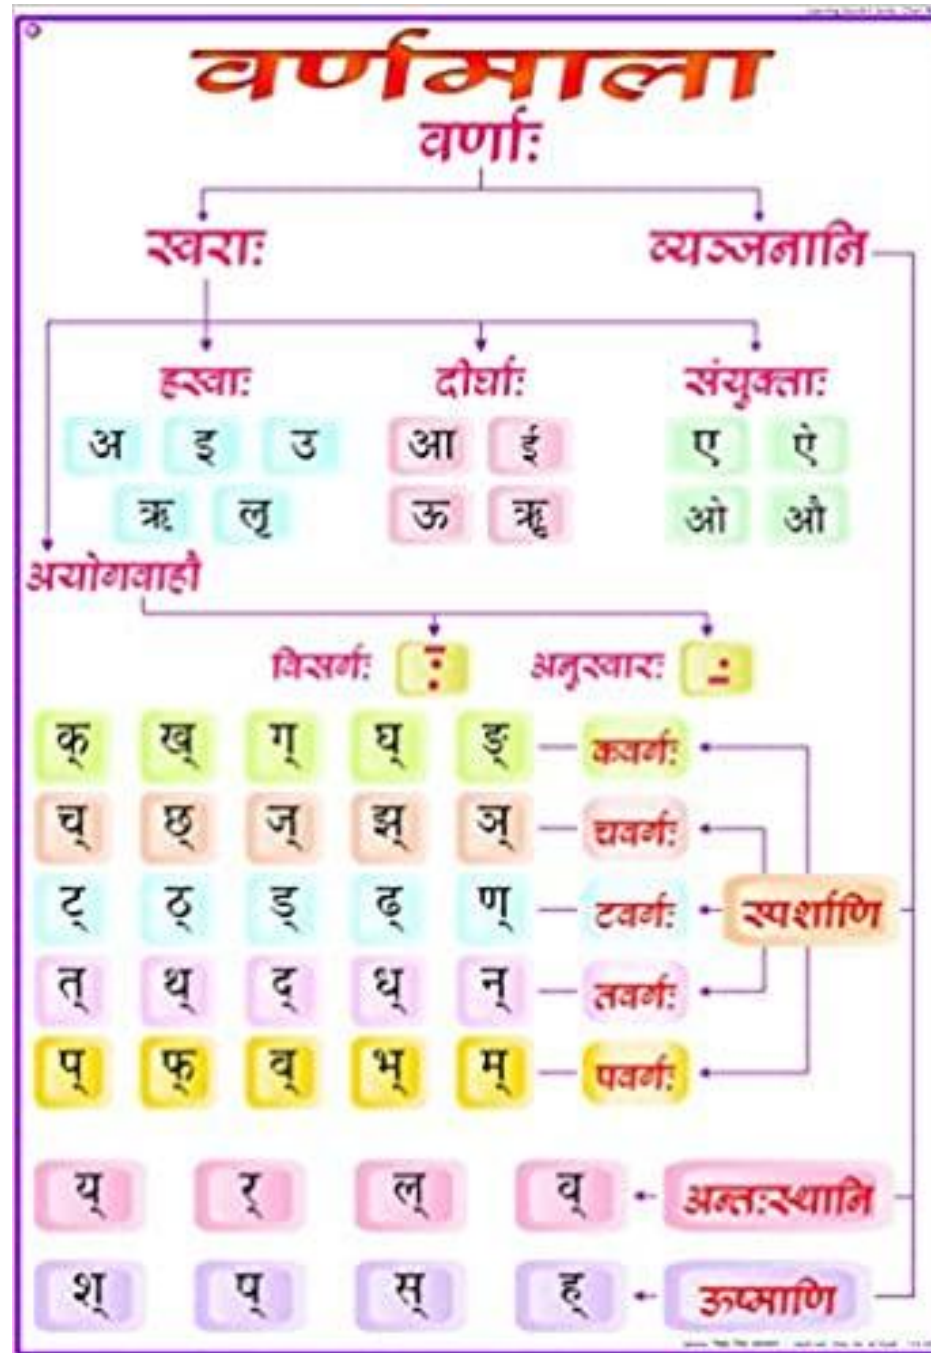 वर्णमाला
वर्णाः
स्वराः व्यञ्जनानि
ह्रस्वाः दीर्घाः संयुक्ताः
अ इ उ आ ई ए ऐ
ऋ लृ ऊ ॠ ओ औ
अयोगवाहौ
विसर्गः : अनुस्वारः ं
क् ख् ग् घ् ङ् कवर्गः
च् छ् ज् झ् ञ् चवर्गः
ट् ठ् ड् ढ् ण् टवर्गः स्पर्शाणि
त् थ् द् ध् न् तवर्गः
प् फ् ब् भ् म् पवर्गः
य् र् ल् व् अन्तःस्थानि
श् ष् स् ह् ऊष्माणि